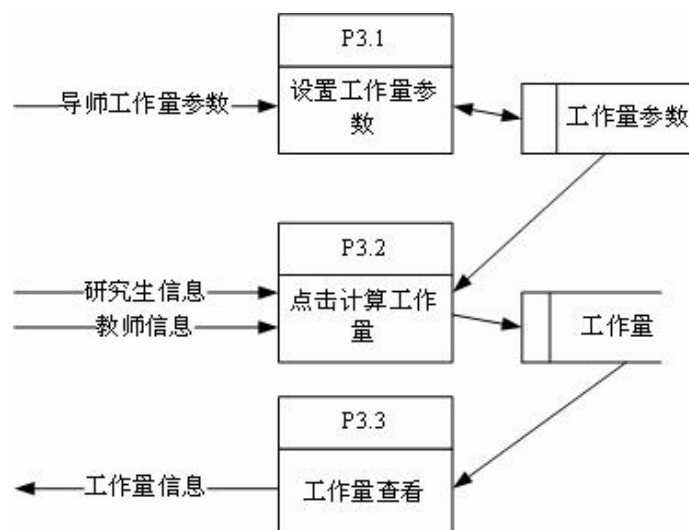 P3.1
导师工作量参数
设置工作量参
数
工作量参数
P3.2
研究生信息
教师信息
点击计算工作
量
工作量
P3.3
工作量信息
工作量查看